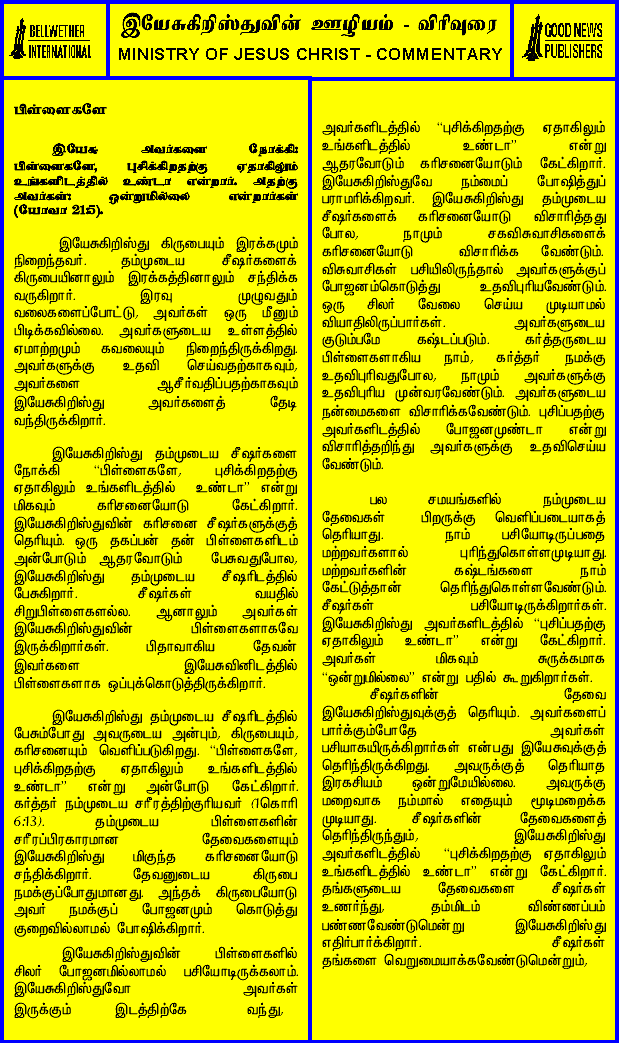 BELLWETHER
INTERNATIONAL
இயேசுகிறிஸ்துவின் ஊழியம் - விரிவுரை
MINISTRY OF JESUS CHRIST - COMMENTARY
GOOD NEWS
PUBLISHERS
பிள்ளைகளே
இயேசு அவர்களை நோக்கி:
பிள்ளைகளே, புசிக்கிறதற்கு ஏதாகிலும்
உங்களிடத்தில் உண்டா என்றார். அதற்கு
அவர்கள்: ஒன்றுமில்லை என்றார்கள்
(யோவா 21:5).
இயேசுகிறிஸ்து கிருபையும் இரக்கமும்
நிறைந்தவர். தம்முடைய சீஷர்களைக்
கிருபையினாலும் இரக்கத்தினாலும் சந்திக்க
வருகிறார். இரவு முழுவதும்
வலைகளைப்போட்டு, அவர்கள் ஒரு மீனும்
பிடிக்கவில்லை. அவர்களுடைய உள்ளத்தில்
ஏமாற்றமும் கவலையும் நிறைந்திருக்கிறது.
அவர்களுக்கு உதவி செய்வதற்காகவும்,
அவர்களை ஆசீர்வதிப்பதற்காகவும்
இயேசுகிறிஸ்து அவர்களைத் தேடி
வந்திருக்கிறார்.
இயேசுகிறிஸ்து தம்முடைய சீஷர்களை
நோக்கி “பிள்ளைகளே, புசிக்கிறதற்கு
ஏதாகிலும் உங்களிடத்தில் உண்டா” என்று
மிகவும் கரிசனையோடு கேட்கிறார்.
இயேசுகிறிஸ்துவின் கரிசனை சீஷர்களுக்குத்
தெரியும். ஒரு தகப்பன் தன் பிள்ளைகளிடம்
அன்போடும் ஆதரவோடும் பேசுவதுபோல,
இயேசுகிறிஸ்து தம்முடைய சீஷரிடத்தில்
பேசுகிறார். சீஷர்கள் வயதில்
சிறுபிள்ளைகளல்ல. ஆனாலும் அவர்கள்
இயேசுகிறிஸ்துவின் பிள்ளைகளாகவே
இருக்கிறார்கள். பிதாவாகிய தேவன்
இவர்களை இயேசுவினிடத்தில்
பிள்ளைகளாக ஒப்புக்கொடுத்திருக்கிறார்.
இயேசுகிறிஸ்து தம்முடைய சீஷரிடத்தில்
பேசும்போது அவருடைய அன்பும், கிருபையும்,
கரிசனையும் வெளிப்படுகிறது. “பிள்ளைகளே,
புசிக்கிறதற்கு ஏதாகிலும் உங்களிடத்தில்
உண்டா” என்று அன்போடு கேட்கிறார்.
கர்த்தர் நம்முடைய சரீரத்திற்குரியவர் (1கொரி
6:13). தம்முடைய பிள்ளைகளின்
சரீரப்பிரகாரமான தேவைகளையும்
இயேசுகிறிஸ்து மிகுந்த கரிசனையோடு
சந்திக்கிறார். தேவனுடைய கிருபை
நமக்குப்போதுமானது. அந்தக் கிருபையோடு
அவர் நமக்குப் போஜனமும் கொடுத்து
குறைவில்லாமல் போஷிக்கிறார்.
இயேசுகிறிஸ்துவின் பிள்ளைகளில்
சிலர் போஜனமில்லாமல் பசியோடிருக்கலாம்.
இயேசுகிறிஸ்துவோ அவர்கள்
இருக்கும் இடத்திற்கே வந்து,
அவர்களிடத்தில் “புசிக்கிறதற்கு ஏதாகிலும்
உங்களிடத்தில் உண்டா” என்று
ஆதரவோடும் கரிசனையோடும் கேட்கிறார்.
இயேசுகிறிஸ்துவே நம்மைப் போஷித்துப்
பராமரிக்கிறவர். இயேசுகிறிஸ்து தம்முடைய
சீஷர்களைக் கரிசனையோடு விசாரித்தது
போல, நாமும் சகவிசுவாசிகளைக்
கரிசனையோடு விசாரிக்க வேண்டும்.
விசுவாசிகள் பசியிலிருந்தால் அவர்களுக்குப்
போஜனம்கொடுத்து உதவிபுரியவேண்டும்.
ஒரு சிலர் வேலை செய்ய முடியாமல்
வியாதியிலிருப்பார்கள். அவர்களுடைய
குடும்பமே கஷ்டப்படும். கர்த்தருடைய
பிள்ளைகளாகிய நாம், கர்த்தர் நமக்கு
உதவிபுரிவதுபோல, நாமும் அவர்களுக்கு
உதவிபுரிய முன்வரவேண்டும். அவர்களுடைய
நன்மைகளை விசாரிக்கவேண்டும். புசிப்பதற்கு
அவர்களிடத்தில் போஜனமுண்டா என்று
விசாரித்தறிந்து அவர்களுக்கு உதவிசெய்ய
வேண்டும்.
பல சமயங்களில் நம்முடைய
தேவைகள் பிறருக்கு வெளிப்படையாகத்
தெரியாது. நாம் பசியோடிருப்பதை
மற்றவர்களால் புரிந்துகொள்ளமுடியாது.
மற்றவர்களின் கஷ்டங்களை நாம்
கேட்டுத்தான் தெரிந்துகொள்ளவேண்டும்.
சீஷர்கள் பசியோடிருக்கிறார்கள்.
இயேசுகிறிஸ்து அவர்களிடத்தில் “புசிப்பதற்கு
ஏதாகிலும் உண்டா” என்று கேட்கிறார்.
அவர்கள் மிகவும் சுருக்கமாக
“ஒன்றுமில்லை” என்று பதில் கூறுகிறார்கள்.
சீஷர்களின் தேவை
இயேசுகிறிஸ்துவுக்குத் தெரியும். அவர்களைப்
பார்க்கும்போதே அவர்கள்
பசியாகயிருக்கிறார்கள் என்பது இயேசுவுக்குத்
தெரிந்திருக்கிறது. அவருக்குத் தெரியாத
இரகசியம் ஒன்றுமேயில்லை. அவருக்கு
மறைவாக நம்மால் எதையும் மூடிமறைக்க
முடியாது. சீஷர்களின் தேவைகளைத்
தெரிந்திருந்தும், இயேசுகிறிஸ்து
அவர்களிடத்தில் “புசிக்கிறதற்கு ஏதாகிலும்
உங்களிடத்தில் உண்டா” என்று கேட்கிறார்.
தங்களுடைய தேவைகளை சீஷர்கள்
உணர்ந்து, தம்மிடம் விண்ணப்பம்
பண்ணவேண்டுமென்று இயேசுகிறிஸ்து
எதிர்பார்க்கிறார். சீஷர்கள்
தங்களை வெறுமையாக்கவேண்டுமென்றும்,